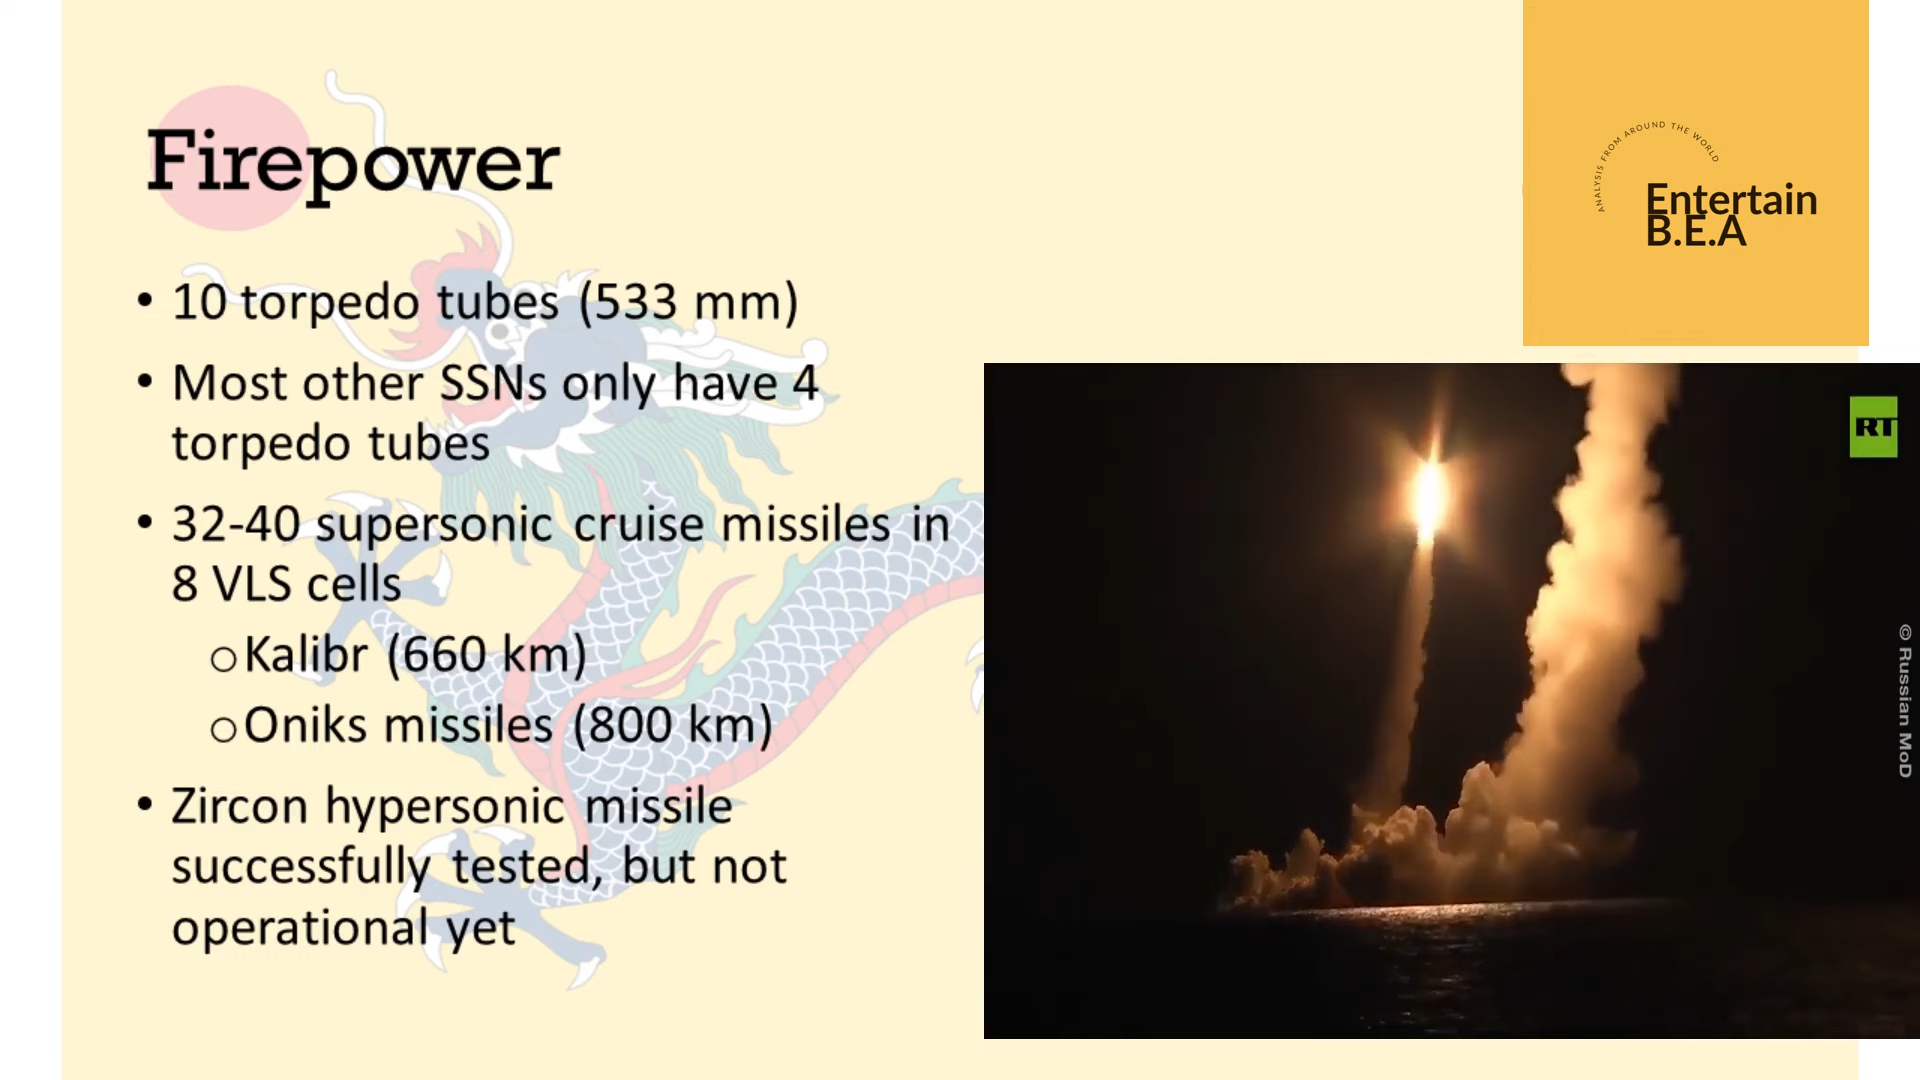 Firepower
• 10 torpedo tubes (533 mm)
• Most other SSNs only have 4
torpedo tubes
• 32-40 supersonic cruise missiles in
8 VLS cells
○ Kalibr (660 km)
○ Oniks missiles (800 km)
• Zircon hypersonic missile
successfully tested, but not
operational yet
ANALYSIS FROM AROUND THE WORLD
Entertain
B.E.A
RT
© Russian MoD